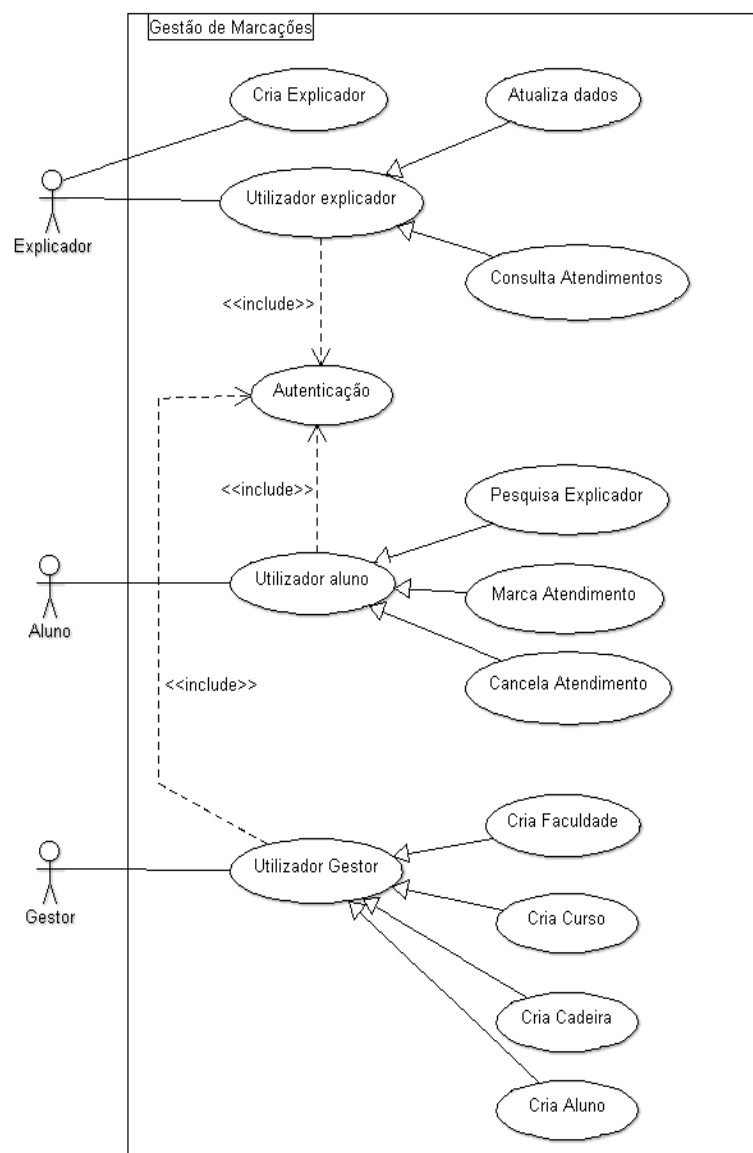 Gestão de Marcações
Cria Explicador
Atualiza dados
Utilizador explicador
Explicador
Consulta Atendimentos
<<include>>
Autenticação
<<include>>
Pesquisa Explicador
Utilizador aluno
Marca Atendimento
Aluno
<<include>>
Cancela Atendimento
Cria Faculdade
Utilizador Gestor
Gestor
Cria Curso
Cria Cadeira
Cria Aluno